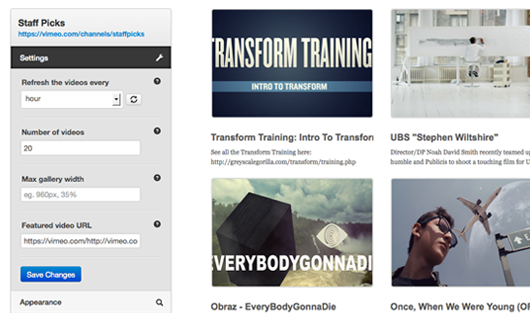 Staff Picks
https://vimeo.com/channels/staffpicks
Settings
Refresh the videos every
hour
Number of videos
20
Max gallery width
eg. 960px, 35%
Featured video URL
https://vimeo.com/http://vimeo.co
Save Changes
Appearance
TRANSFORM TRAINING
INTRO TO TRANSFORM
Transform Training: Intro To Transforn
See all the Transform Training here:
http://greyscalegorilla.com/transform/training.php
UBS "Stephen Wiltshire"
Director/DP Noah David Smith recently teamed u
humble and Publicis to shoot a touching film for U
EVERYBODYGONNADI
Obraz - EveryBodyGonnaDie
Once, When We Were Young (OF